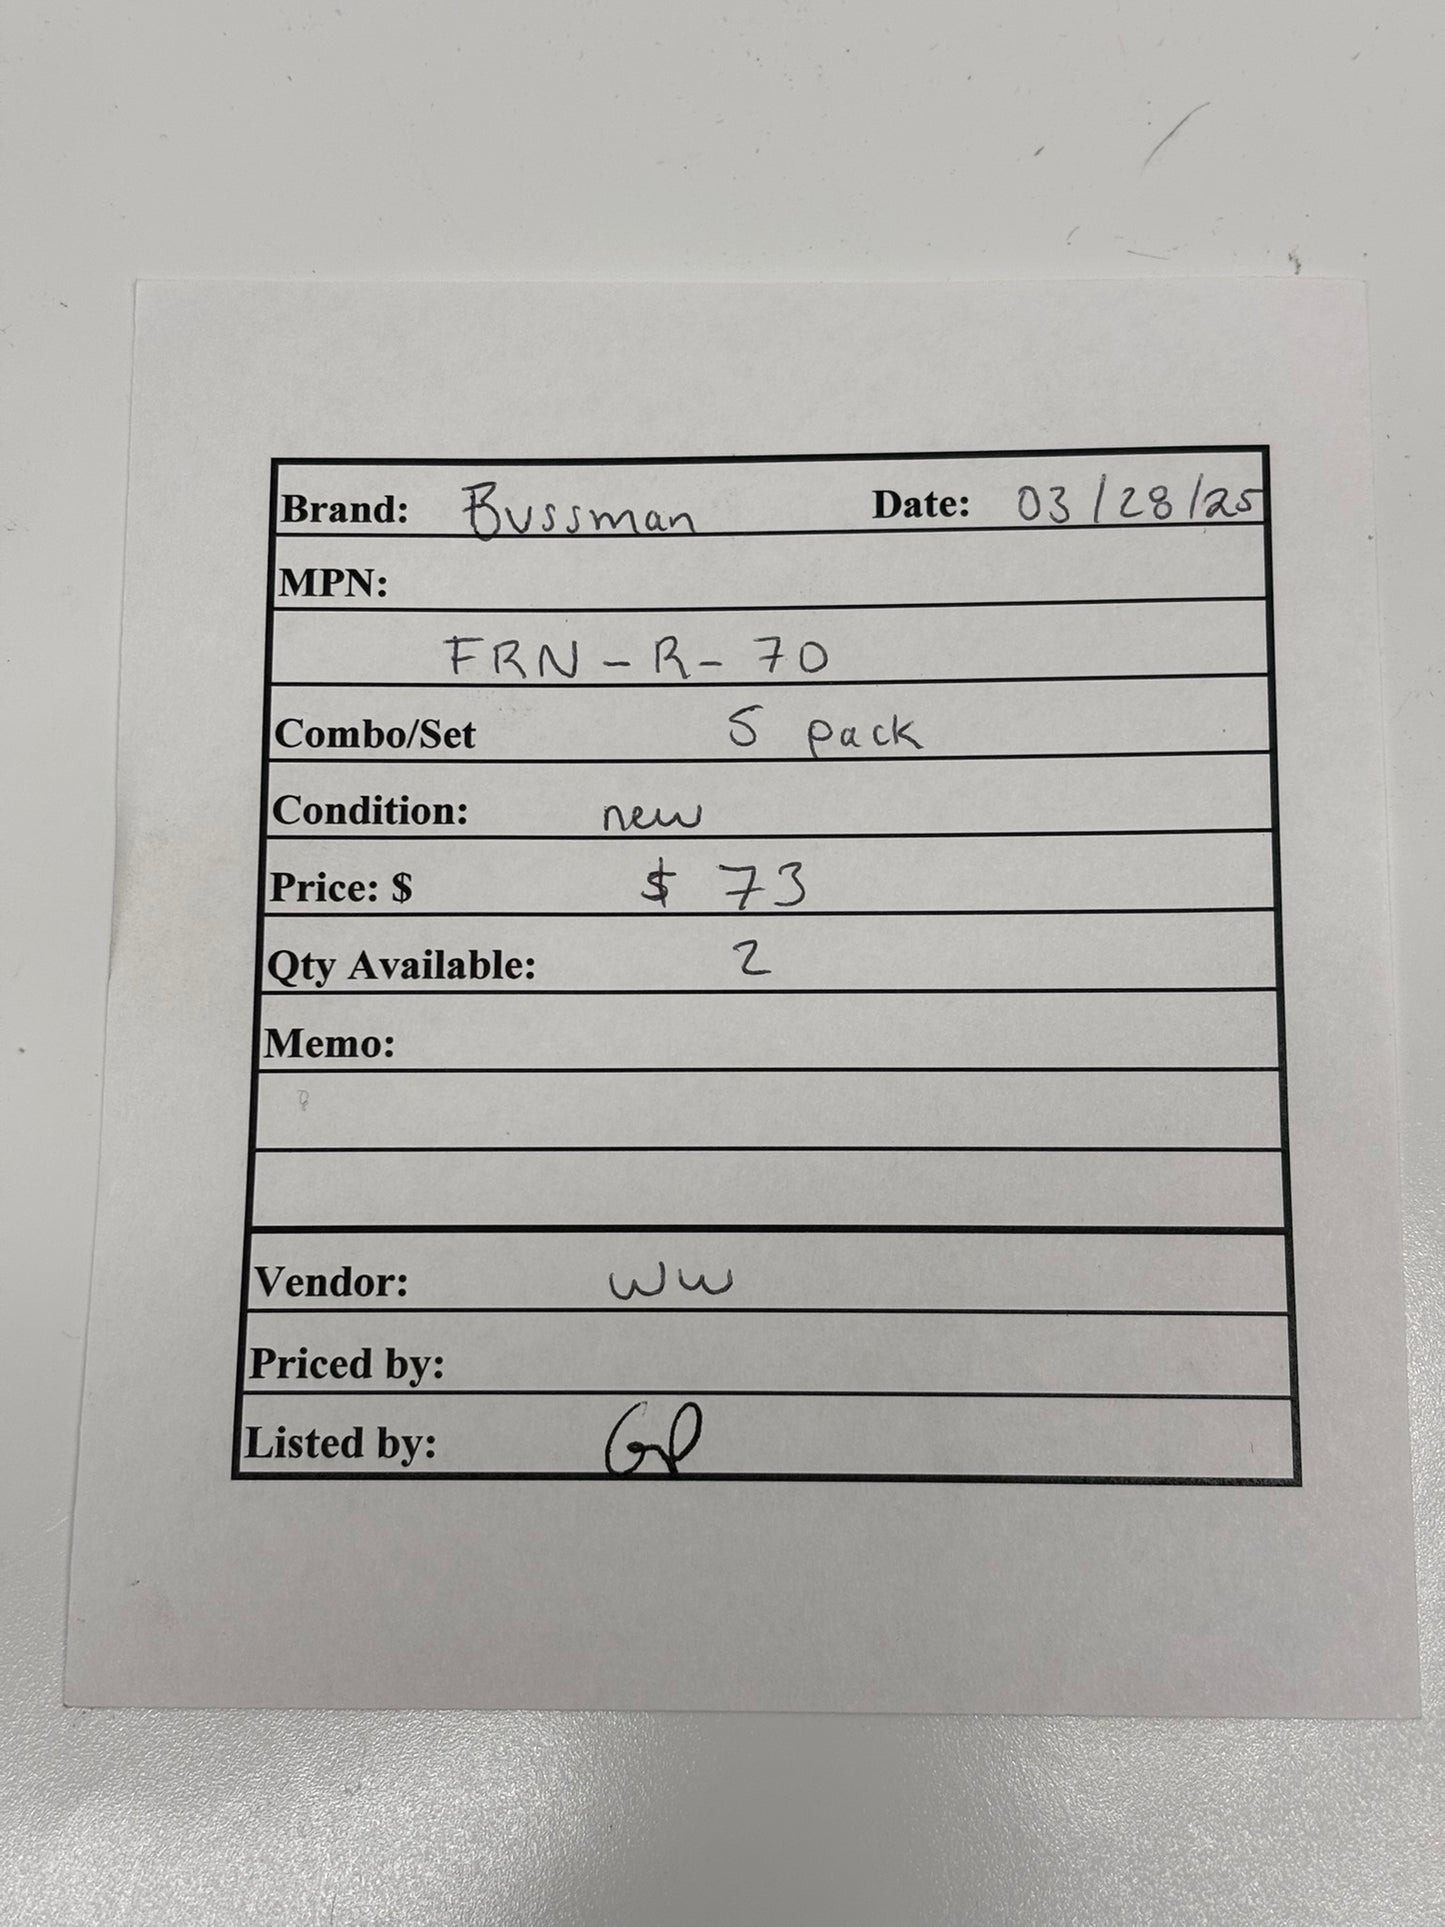 Brand: Bussman Date: 03/28/25
MPN:
FRN-R-70
Combo/Set 5 pack
Condition: new
Price: $ $ 73
Qty Available: 2
Memo:
Vendor: WW
Priced by:
Listed by: GP